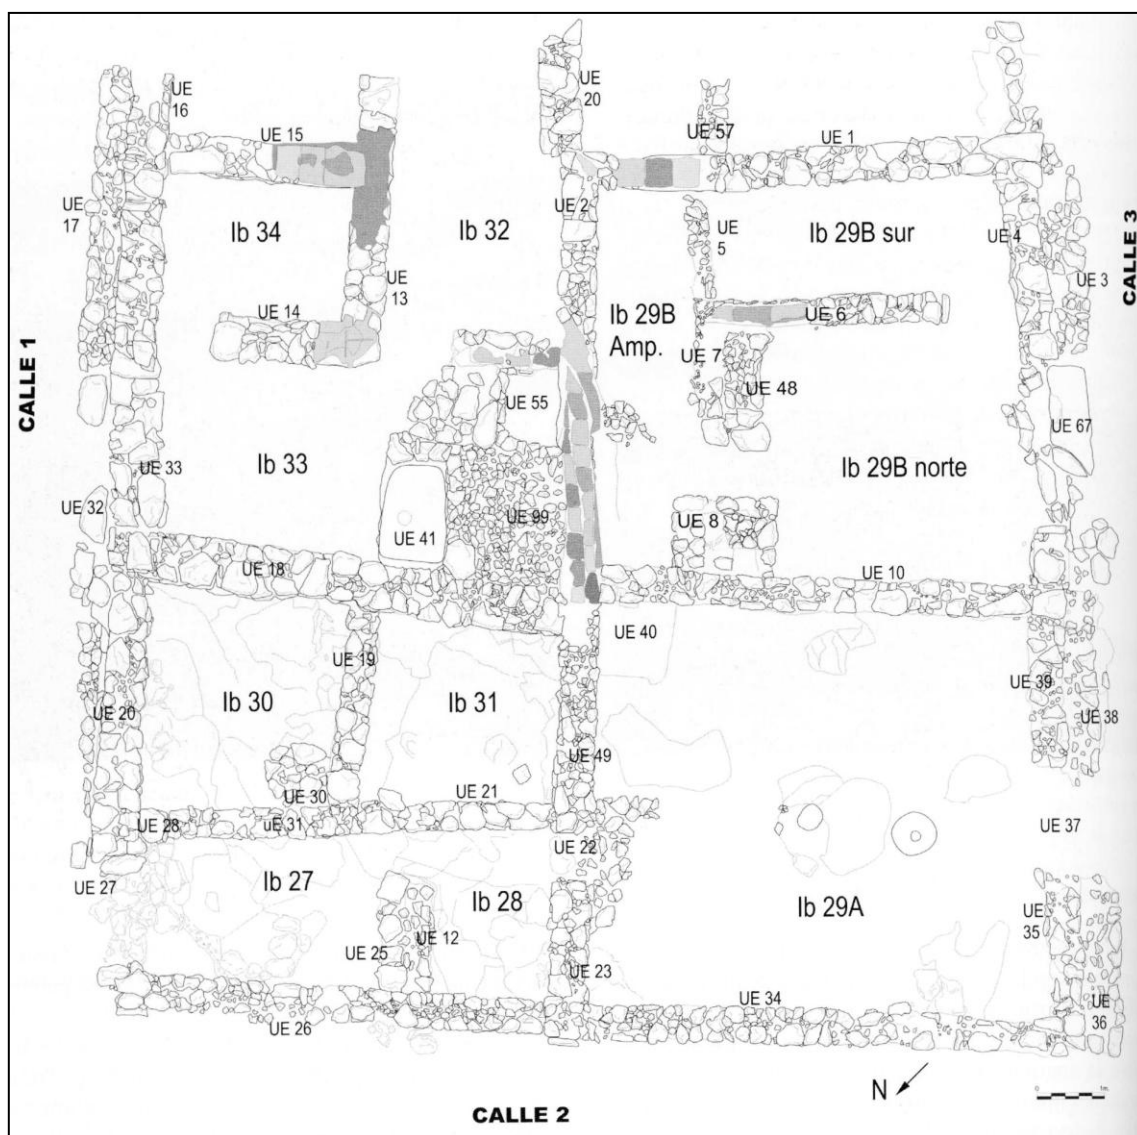 UE
16
UE 15
UE
20
UE 57
UE 1
UE
17
Ib 34
UE 2
Ib 32
UE
5
Ib 29B sur
UE 4
UE 3
CALLE 3
UE
13
UE 14
Ib 29B
Amp.
UE 6
CALLE 1
UE 7
UE 48
UE 55
UE 67
Ib 33
UE 33
Ib 29B norte
UE 32
UE 41
UE 99
UE 8
UE 18
UE 10
UE 40
UE 19
UE 39
UE 20
Ib 30
Ib 31
UE 38
UE 49
UE 30
UE 21
UE 28
uE 31
UE 37
UE 22
UE 27
Ib 27
Ib 28
Ib 29A
UE
35
UE 25
UE 12
UE 23
UE 34
UE
36
UE 26
N
0
1m.
CALLE 2